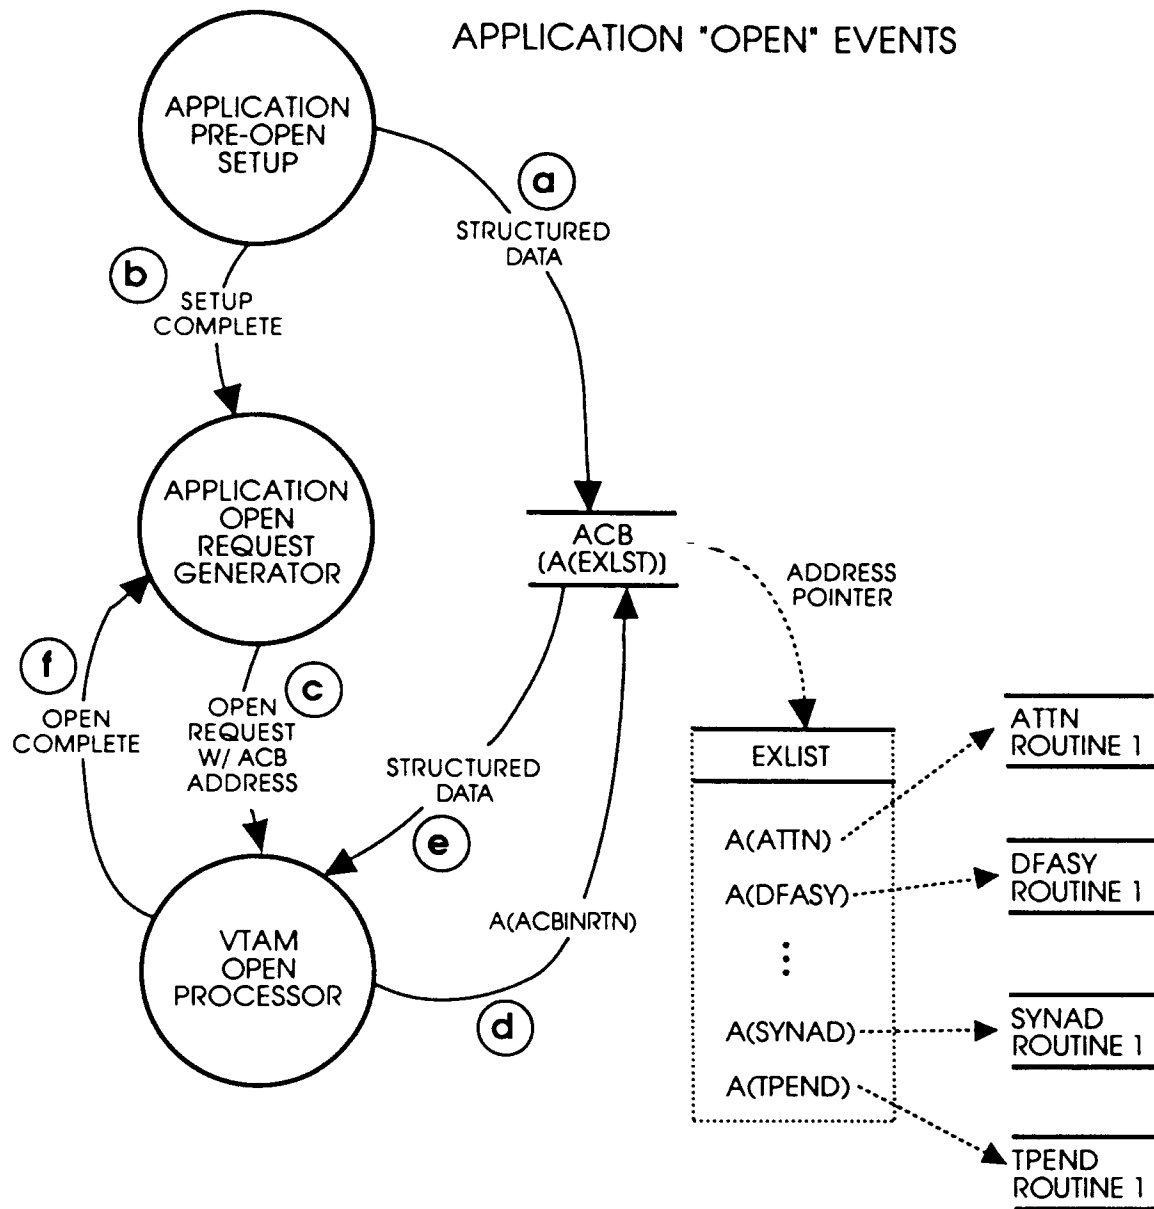 APPLICATION "OPEN" EVENTS
APPLICATION
PRE-OPEN
SETUP
a
STRUCTURED
DATA
b
SETUP
COMPLETE
APPLICATION
OPEN
REQUEST
GENERATOR
ACB
(A(EXLST))
ADDRESS
POINTER
f
OPEN
COMPLETE
c
OPEN
REQUEST
W/ ACB
ADDRESS
STRUCTURED
DATA
e
A(ACBINRTN)
d
VTAM
OPEN
PROCESSOR
EXLIST
A(ATTN)
A(DFASY)
⋮
A(SYNAD)
A(TPEND)
ATTN
ROUTINE 1
DFASY
ROUTINE 1
SYNAD
ROUTINE 1
TPEND
ROUTINE 1